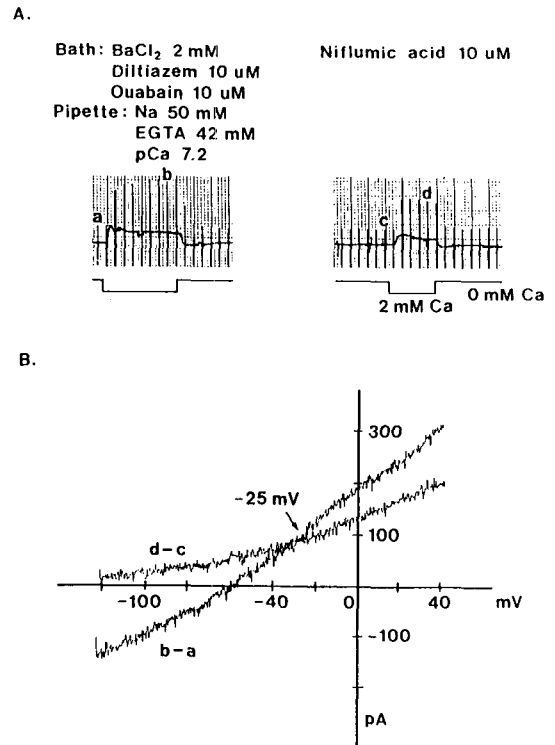 A.
Bath: BaCl2 2 mM
Diltiazem 10 uM
Ouabain 10 uM
Pipette: Na 50 mM
EGTA 42 mM
pCa 7.2
Niflumic acid 10 uM
a
b
c
d
2 mM Ca
0 mM Ca
B.
300
-25 mV
100
d-c
-100
-40
0
40
mV
-100
b-a
pA